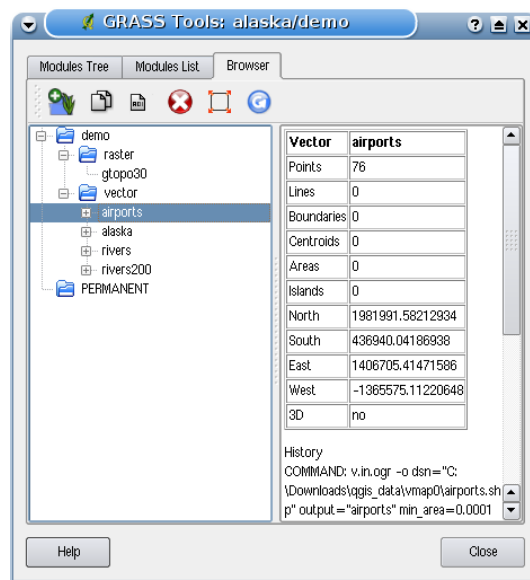 GRASS Tools: alaska/demo
Modules Tree
Modules List
Browser
demo
raster
gtopo30
vector
airports
alaska
rivers
rivers200
PERMANENT
Vector airports
Points 76
Lines 0
Boundaries 0
Centroids 0
Areas 0
Islands 0
North 1981991.58212934
South 436940.04186938
East 1406705.41471586
West -1365575.11220648
3D no
History
COMMAND: v.in.ogr -o dsn="C:
\Downloads\qgis_data\vmap0\airports.sh
p" output="airports" min_area=0.0001
Help
Close